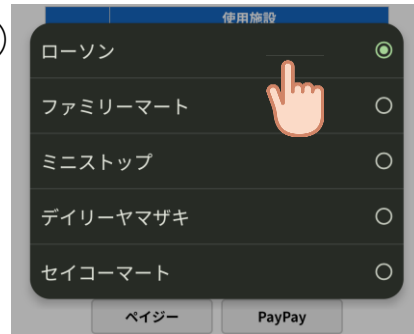 使用施設
ローソン
ファミリーマート
ミニストップ
デイリーヤマザキ
セイコーマート
ペイジー PayPay